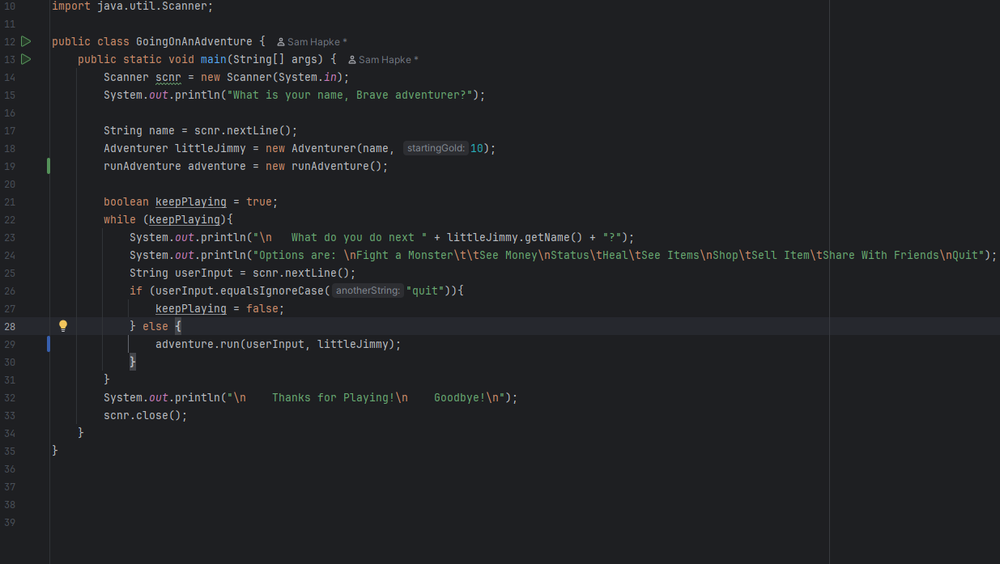 10 import java.util.Scanner;
11
12 public class GoingOnAnAdventure { Sam Hapke *
13 public static void main(String[] args) { Sam Hapke *
14 Scanner scnr = new Scanner(System.in);
15 System.out.println("What is your name, Brave adventurer?");
16
17 String name = scnr.nextLine();
18 Adventurer littleJimmy = new Adventurer(name, startingGold: 10);
19 runAdventure adventure = new runAdventure();
20
21 boolean keepPlaying = true;
22 while (keepPlaying){
23 System.out.println("\n   What do you do next " + littleJimmy.getName() + "?");
24 System.out.println("Options are: \nFight a Monster\t\tSee Money\nStatus\tHeal\tSee Items\nShop\tSell Item\tShare With Friends\nQuit");
25 String userInput = scnr.nextLine();
26 if (userInput.equalsIgnoreCase( anotherString: "quit")){
27 keepPlaying = false;
28 } else {
29 adventure.run(userInput, littleJimmy);
30 }
31 }
32 System.out.println("\n    Thanks for Playing!\n    Goodbye!\n");
33 scnr.close();
34 }
35 }
36
37
38
39